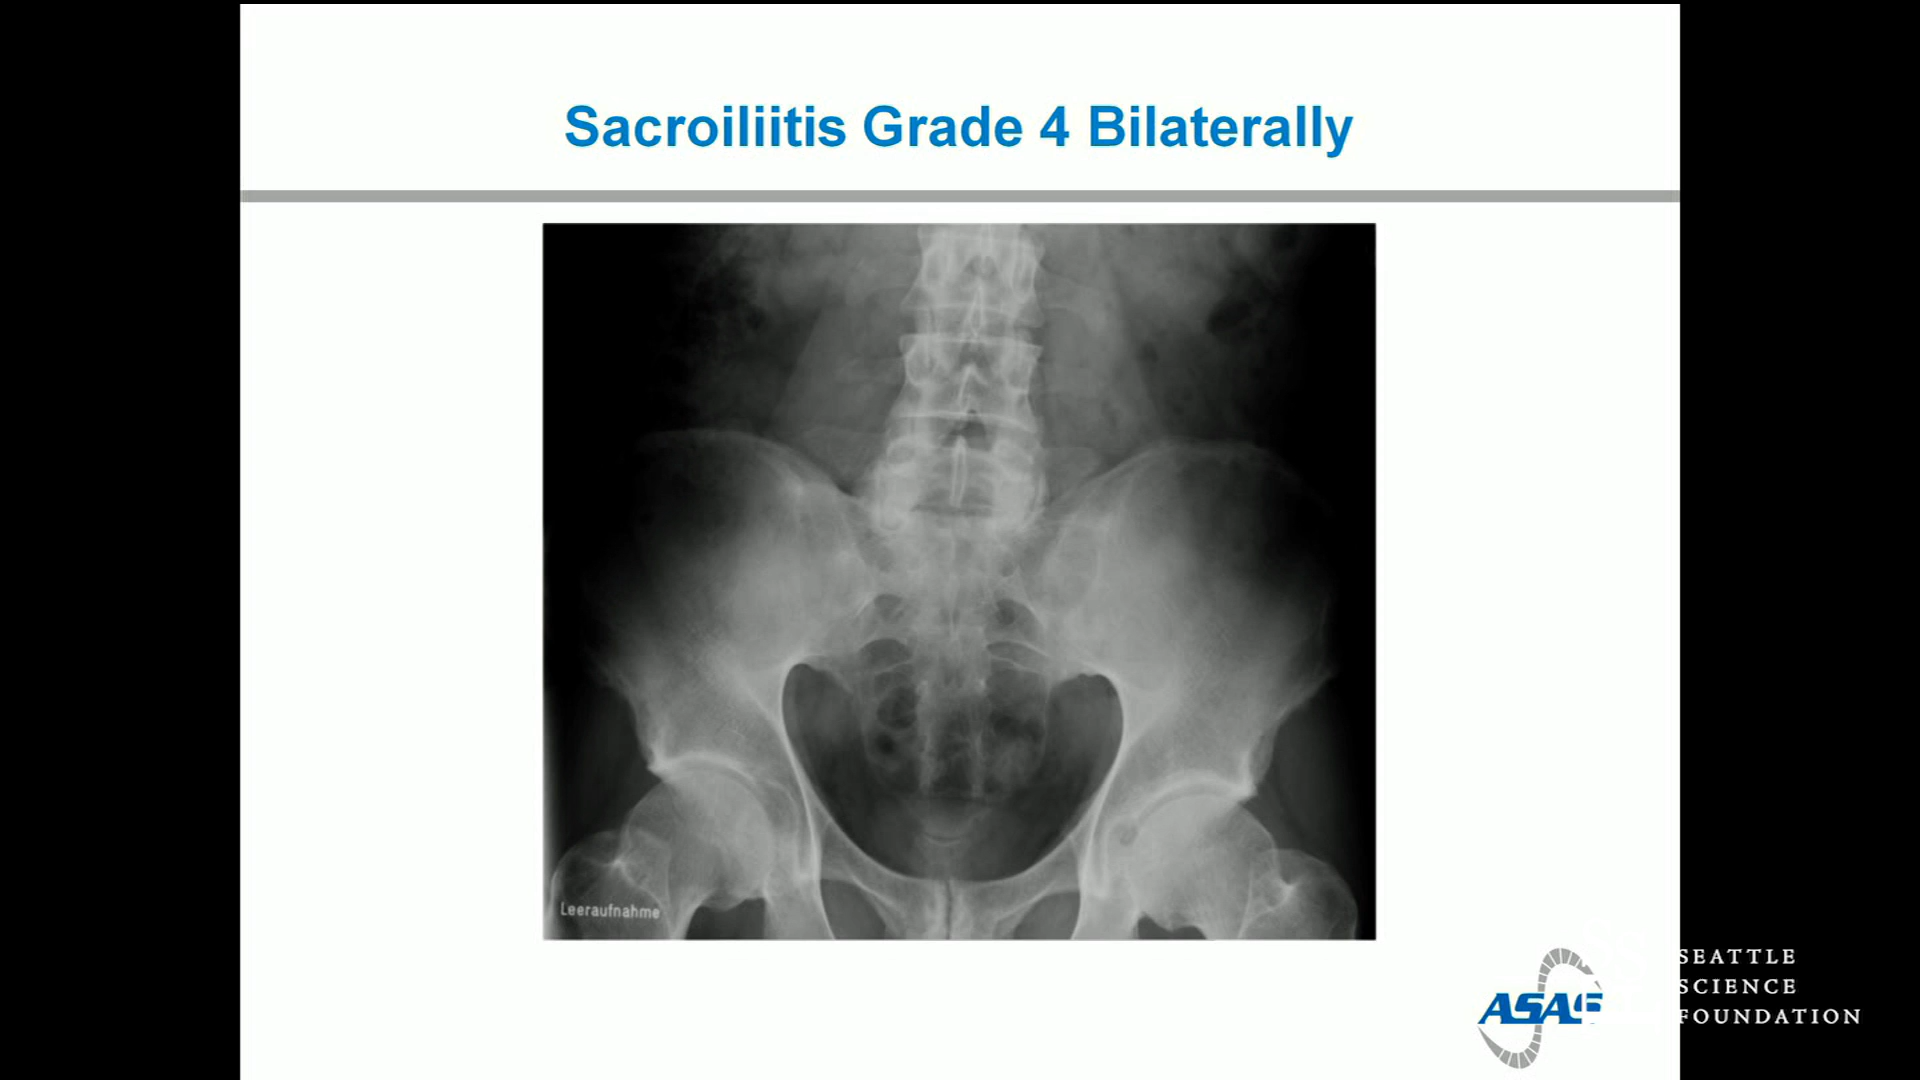 Sacroiliitis Grade 4 Bilaterally
Leeraufnahme
ASAS
SEATTLE
SCIENCE
FOUNDATION